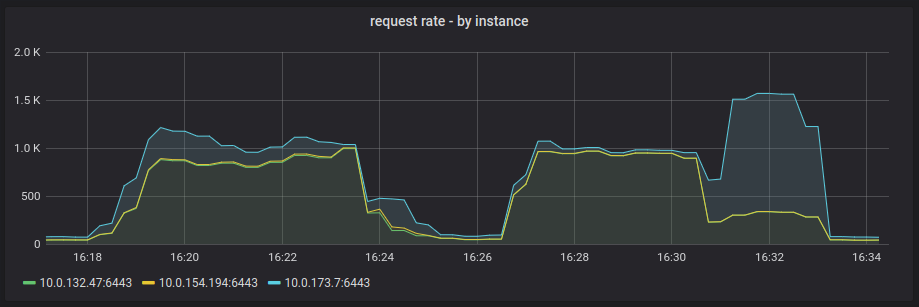 request rate - by instance
2.0 K
1.5 K
1.0 K
500
0
16:18 16:20 16:22 16:24 16:26 16:28 16:30 16:32 16:34
10.0.132.47:6443 10.0.154.194:6443 10.0.173.7:6443